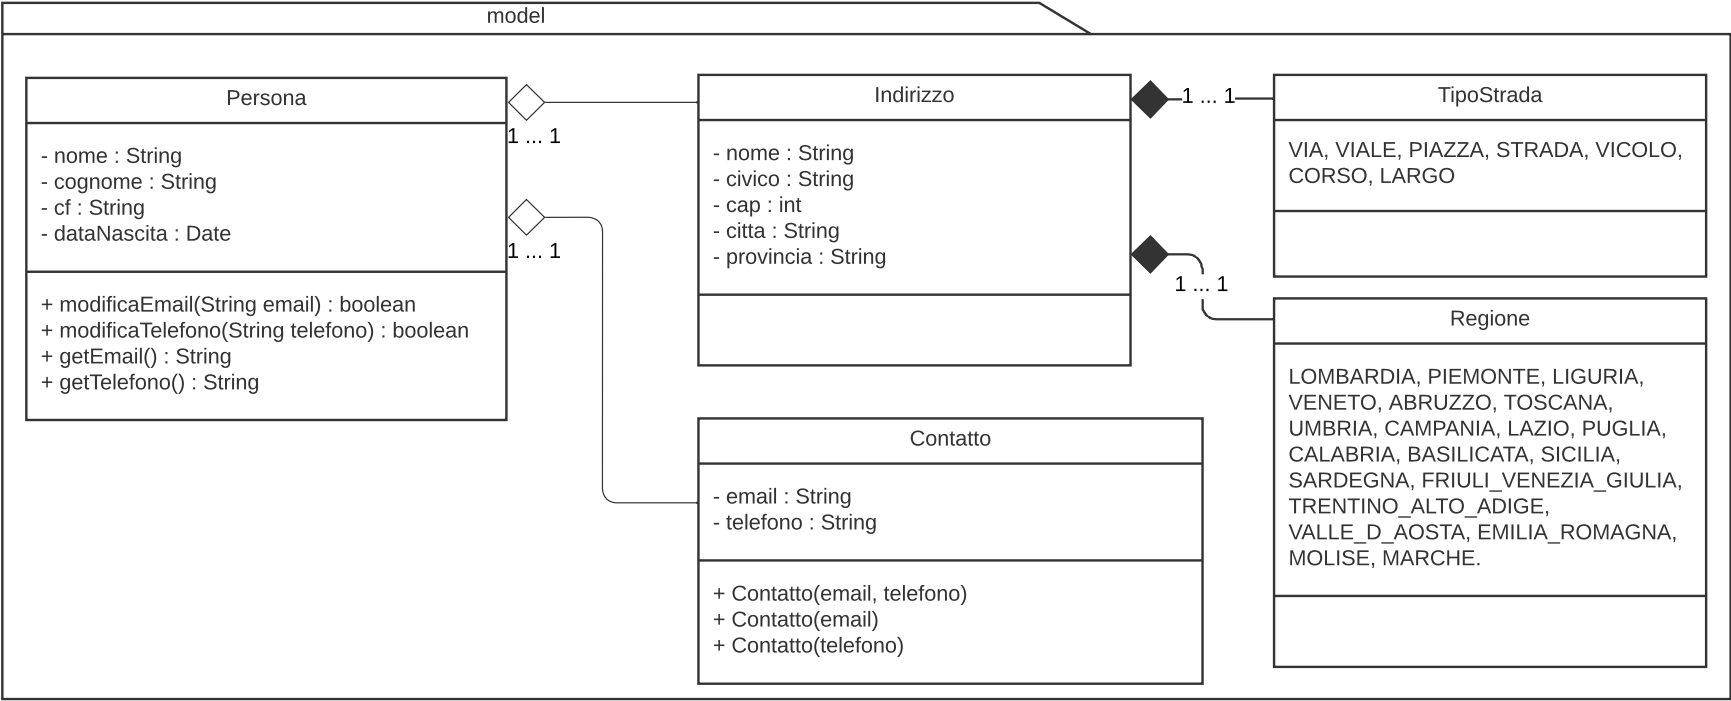 model
Persona
- nome : String
- cognome : String
- cf : String
- dataNascita : Date
+ modificaEmail(String email) : boolean
+ modificaTelefono(String telefono) : boolean
+ getEmail() : String
+ getTelefono() : String
1 ... 1
1 ... 1
Indirizzo
- nome : String
- civico : String
- cap : int
- citta : String
- provincia : String
1 ... 1
1 ... 1
TipoStrada
VIA, VIALE, PIAZZA, STRADA, VICOLO,
CORSO, LARGO
Regione
LOMBARDIA, PIEMONTE, LIGURIA,
VENETO, ABRUZZO, TOSCANA,
UMBRIA, CAMPANIA, LAZIO, PUGLIA,
CALABRIA, BASILICATA, SICILIA,
SARDEGNA, FRIULI_VENEZIA_GIULIA,
TRENTINO_ALTO_ADIGE,
VALLE_D_AOSTA, EMILIA_ROMAGNA,
MOLISE, MARCHE.
Contatto
- email : String
- telefono : String
+ Contatto(email, telefono)
+ Contatto(email)
+ Contatto(telefono)